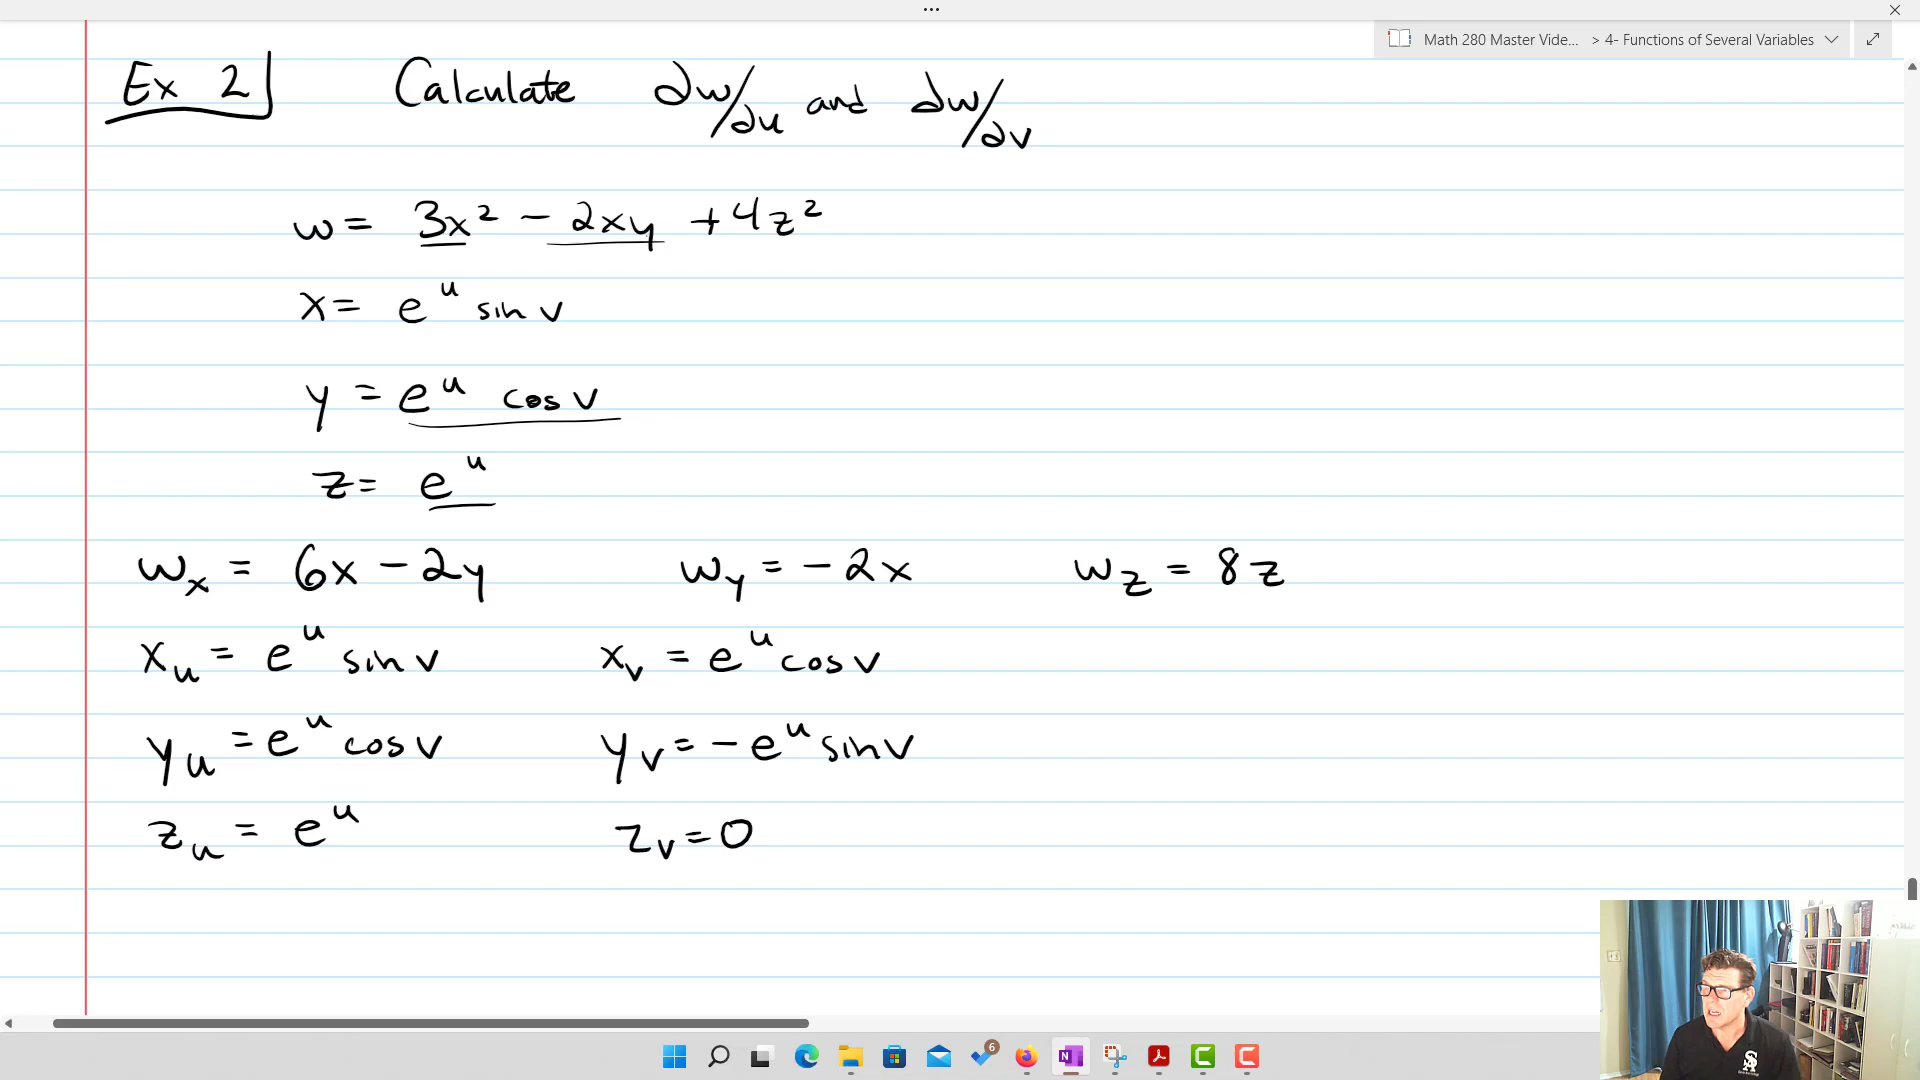 Math 280 Master Vide... > 4- Functions of Several Variables
Ex 2 Calculate ∂w/∂u and ∂w/∂v
w = 3x² - 2xy + 4z²
x = e^u sin v
y = e^u cos v
z = e^u
w_x = 6x - 2y w_y = -2x w_z = 8z
x_u = e^u sin v x_v = e^u cos v
y_u = e^u cos v y_v = -e^u sin v
z_u = e^u z_v = 0
6